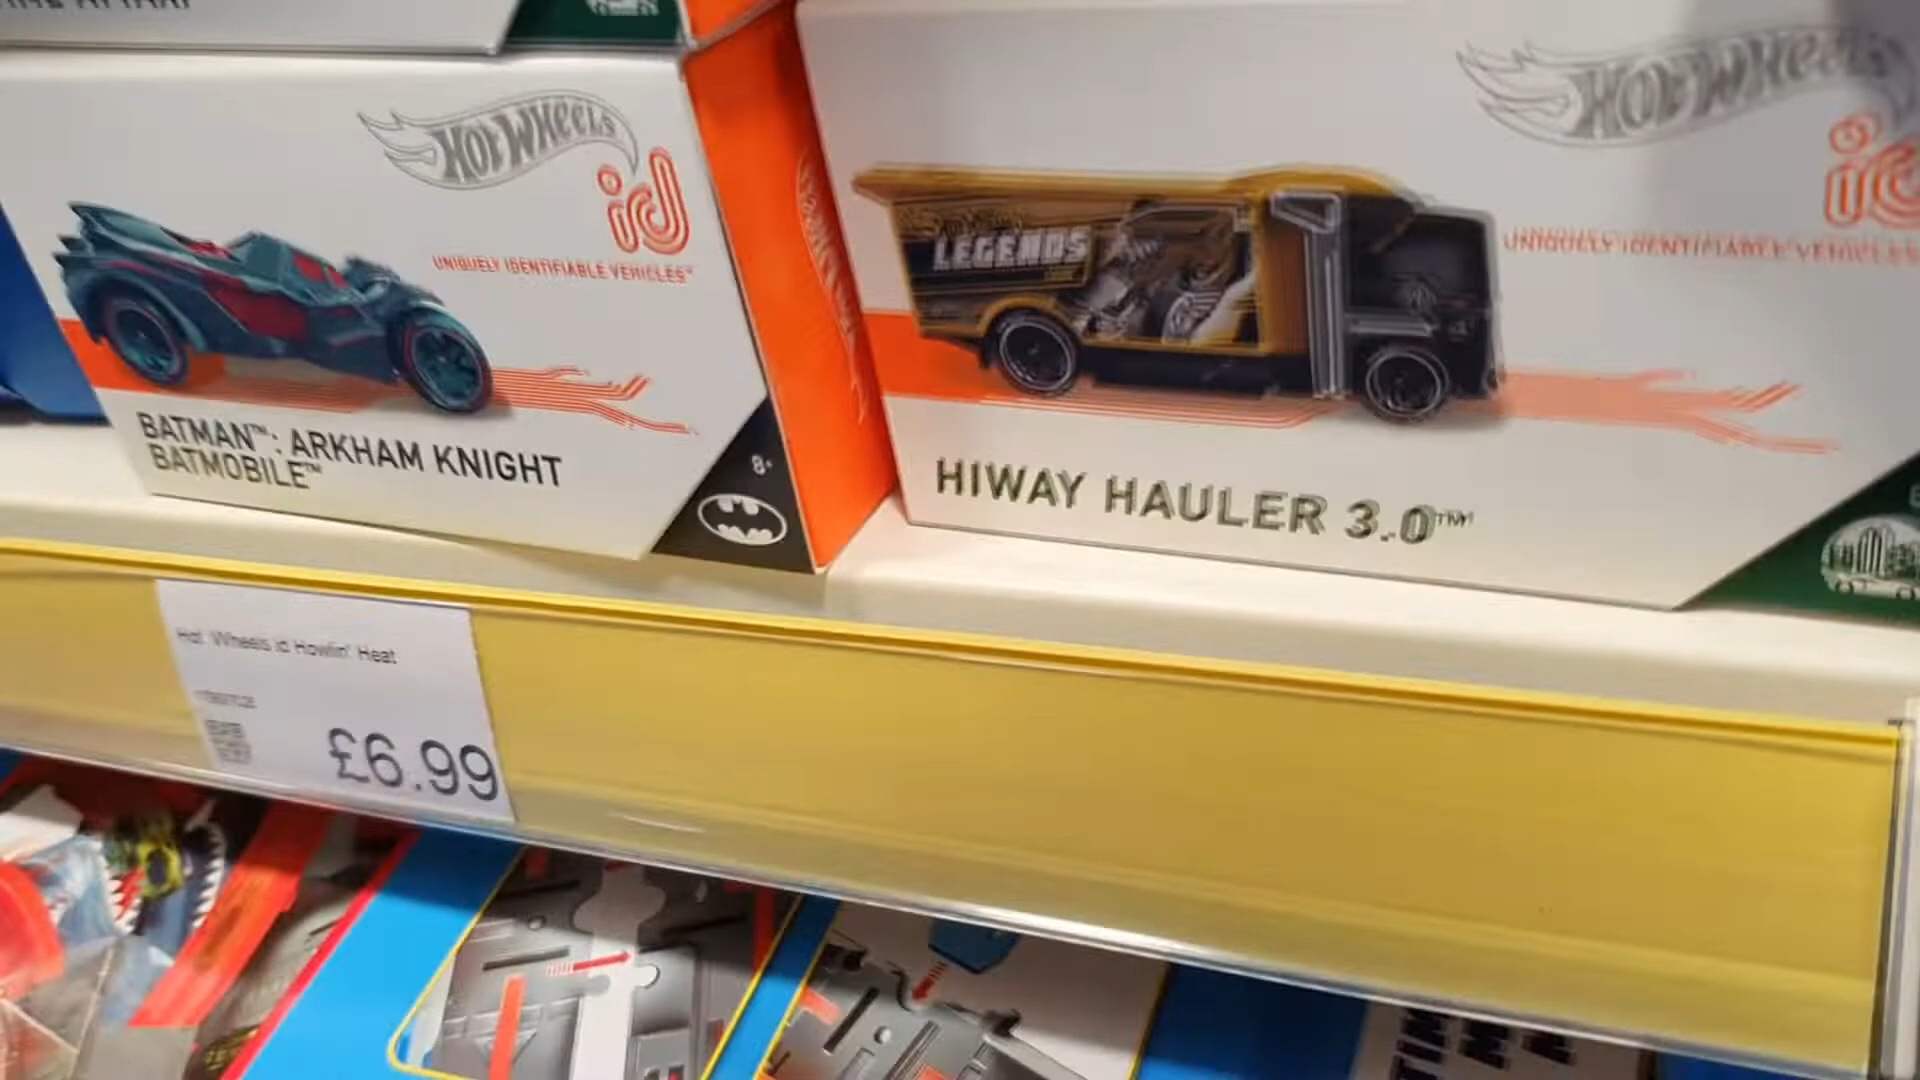 HOT WHEELS
id
UNIQUELY IDENTIFIABLE VEHICLES™
BATMAN™: ARKHAM KNIGHT
BATMOBILE™
8+
HOT WHEELS
id
UNIQUELY IDENTIFIABLE VEHICLES
LEGENDS
HIWAY HAULER 3.0™
Hot Wheels id Howlin' Heat
£6.99